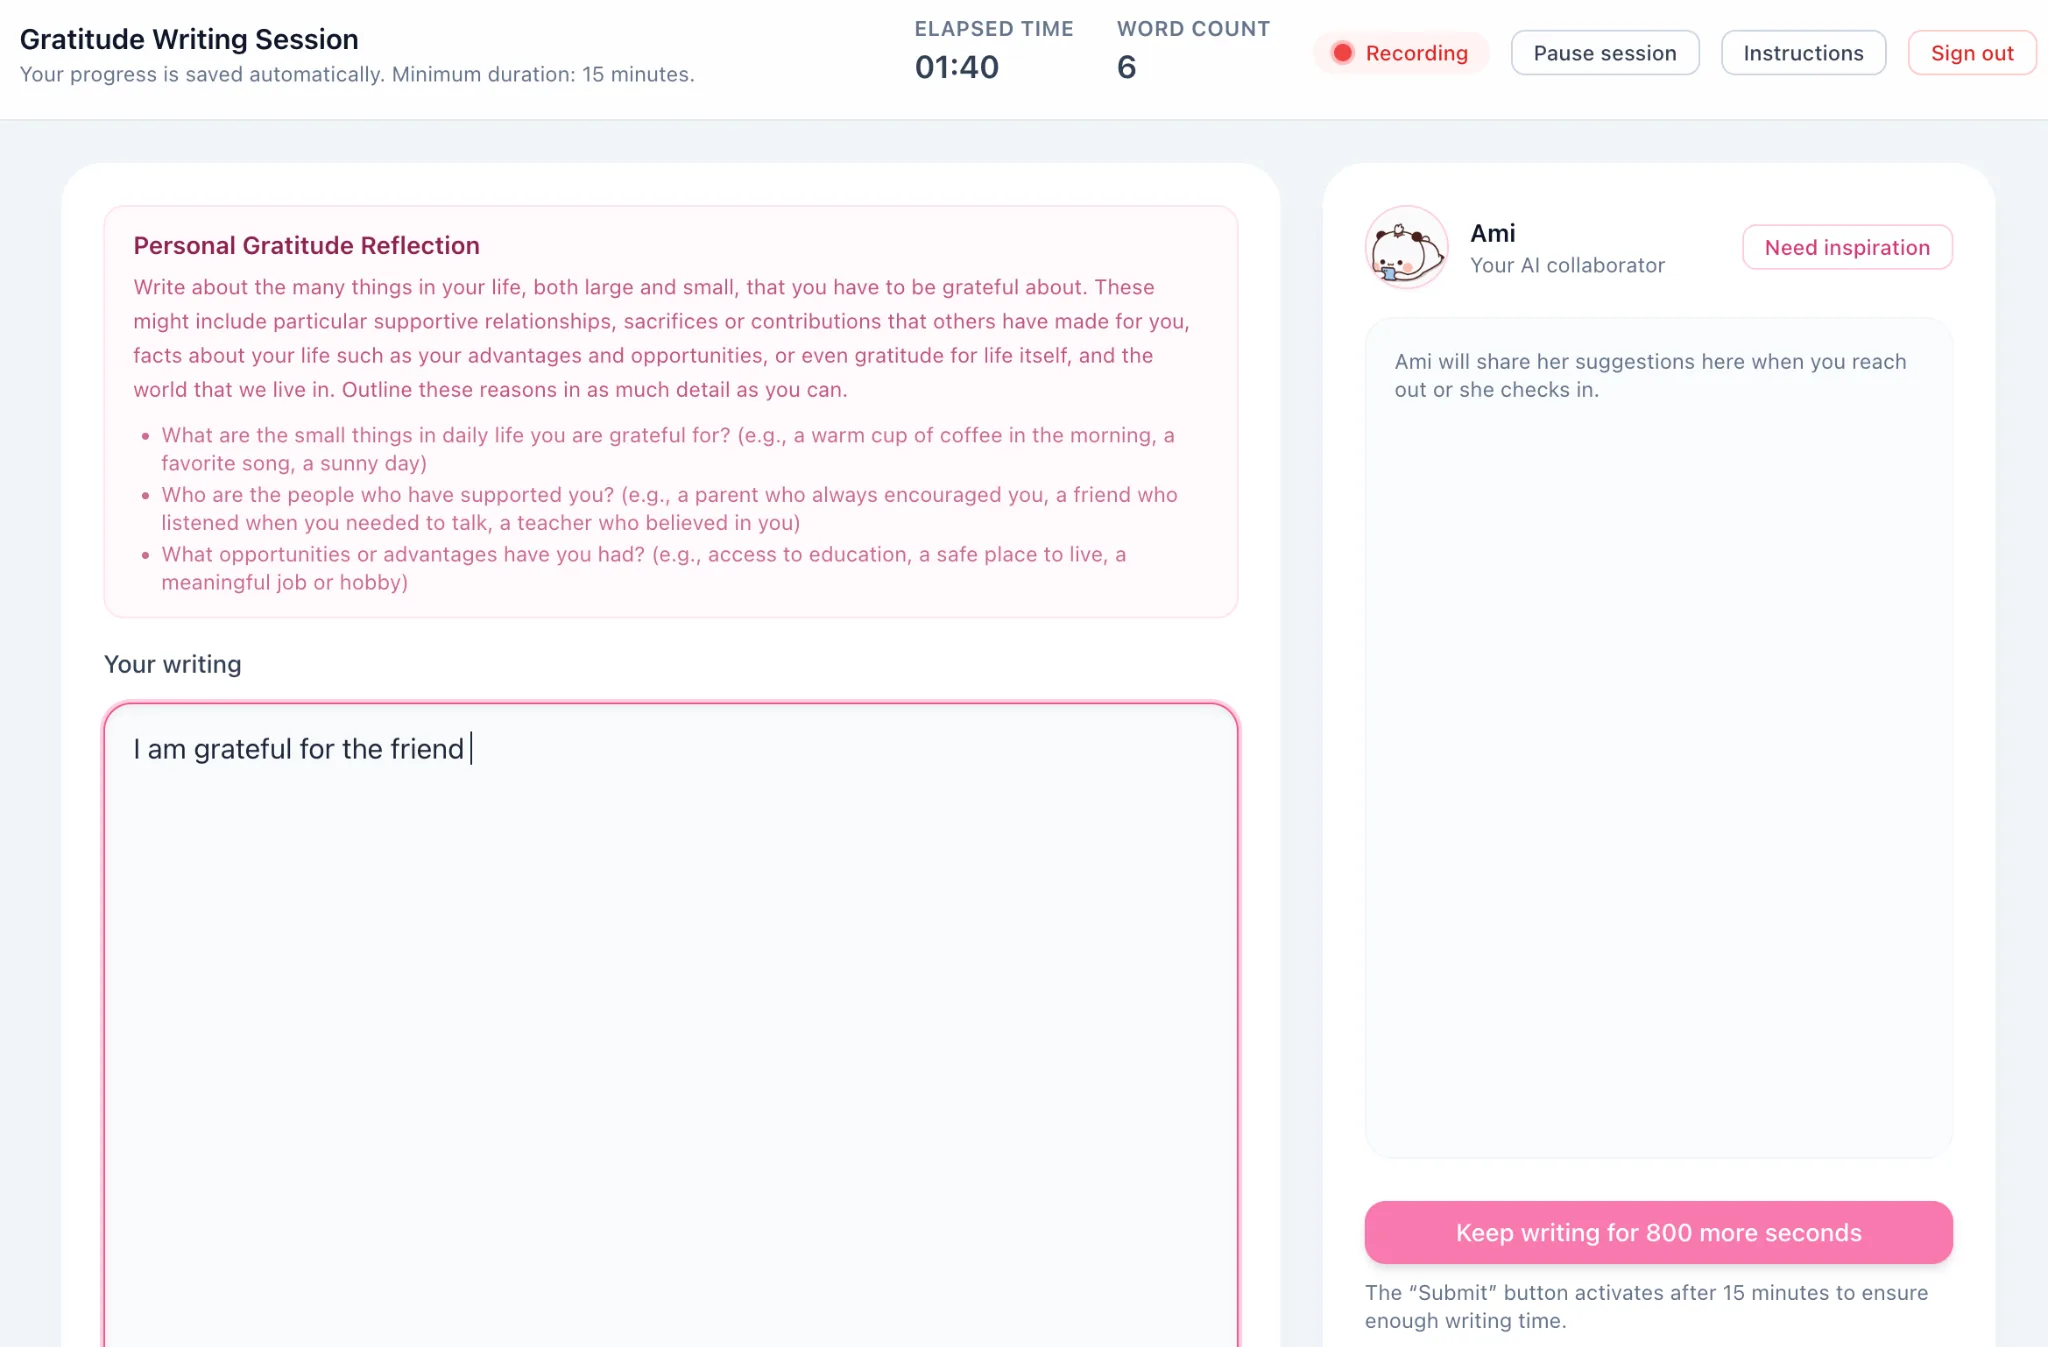 Gratitude Writing Session
Your progress is saved automatically. Minimum duration: 15 minutes.
ELAPSED TIME
01:40
WORD COUNT
6
Recording
Pause session
Instructions
Sign out
Personal Gratitude Reflection
Write about the many things in your life, both large and small, that you have to be grateful about. These
might include particular supportive relationships, sacrifices or contributions that others have made for you,
facts about your life such as your advantages and opportunities, or even gratitude for life itself, and the
world that we live in. Outline these reasons in as much detail as you can.
• What are the small things in daily life you are grateful for? (e.g., a warm cup of coffee in the morning, a
favorite song, a sunny day)
• Who are the people who have supported you? (e.g., a parent who always encouraged you, a friend who
listened when you needed to talk, a teacher who believed in you)
• What opportunities or advantages have you had? (e.g., access to education, a safe place to live, a
meaningful job or hobby)
Your writing
I am grateful for the friend
Ami
Your AI collaborator
Need inspiration
Ami will share her suggestions here when you reach
out or she checks in.
Keep writing for 800 more seconds
The “Submit” button activates after 15 minutes to ensure
enough writing time.